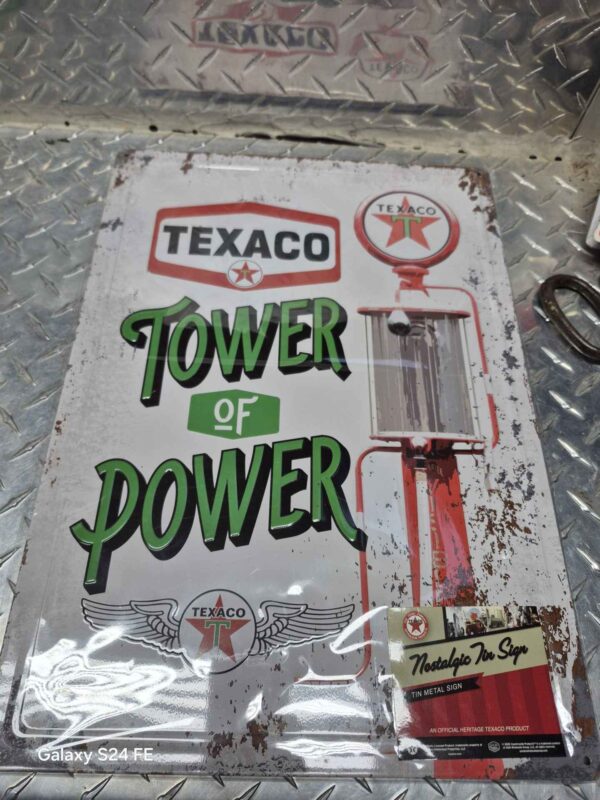 TEXACO
TEXACO
T
TEXACO
TOWER
OF
POWER
TEXACO
T
Nostalgic Tin Sign
TIN METAL SIGN
AN OFFICIAL HERITAGE TEXACO PRODUCT
Galaxy S24 FE